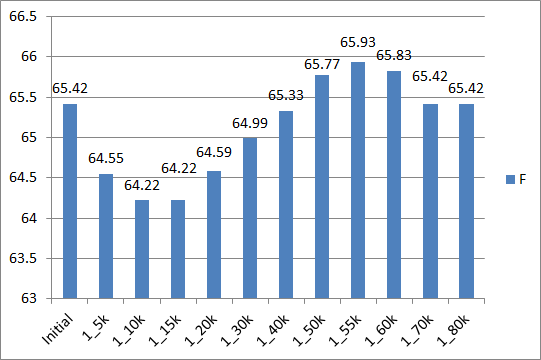 66.5
66
65.5
65
64.5
64
63.5
63
65.42
64.55
64.22
64.22
64.59
64.99
65.33
65.77
65.93
65.83
65.42
65.42
F
Initial
1_5k
1_10k
1_15k
1_20k
1_30k
1_40k
1_50k
1_55k
1_60k
1_70k
1_80k